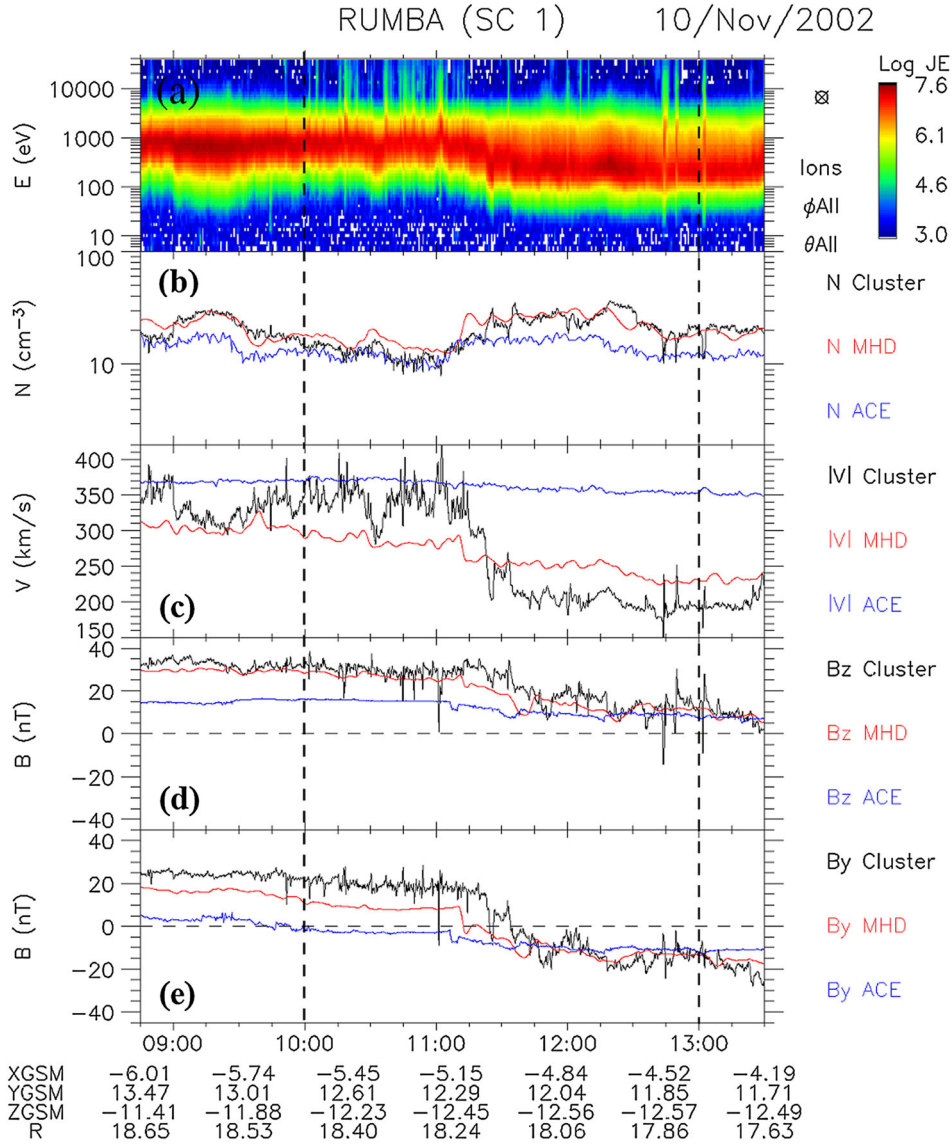 RUMBA (SC 1) 10/Nov/2002
Log JE
(a)
E (eV)
10000
1000
100
10
7.6
6.1
4.6
3.0
Ions
ϕAll
θAll
(b)
N (cm⁻³)
100
10
N Cluster
N MHD
N ACE
(c)
V (km/s)
400
350
300
250
200
150
|V| Cluster
|V| MHD
|V| ACE
(d)
B (nT)
40
20
0
−20
−40
Bz Cluster
Bz MHD
Bz ACE
(e)
B (nT)
40
20
0
−20
−40
By Cluster
By MHD
By ACE
09:00 10:00 11:00 12:00 13:00
XGSM −6.01 −5.74 −5.45 −5.15 −4.84 −4.52 −4.19
YGSM 13.47 13.01 12.61 12.29 12.04 11.85 11.71
ZGSM −11.41 −11.88 −12.23 −12.45 −12.56 −12.57 −12.49
R 18.65 18.53 18.40 18.24 18.06 17.86 17.63